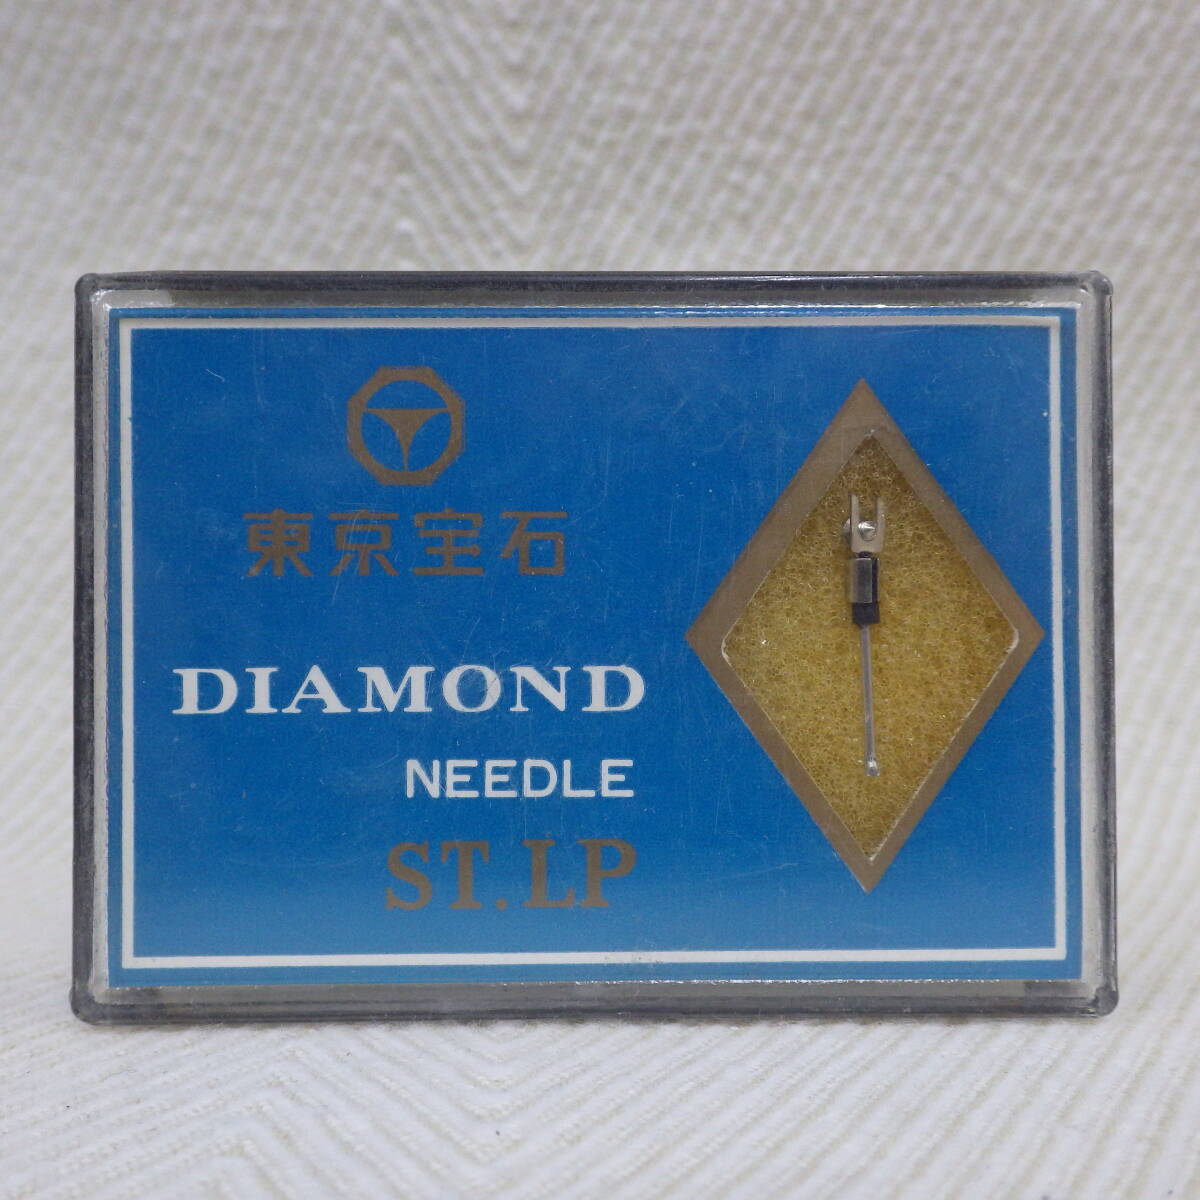 東京宝石
DIAMOND
NEEDLE
ST.LP